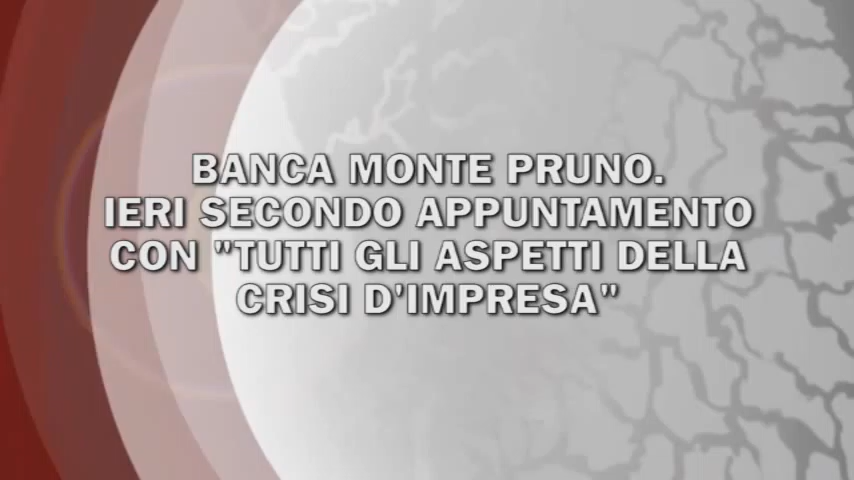 BANCA MONTE PRUNO.
IERI SECONDO APPUNTAMENTO
CON "TUTTI GLI ASPETTI DELLA
CRISI D'IMPRESA"